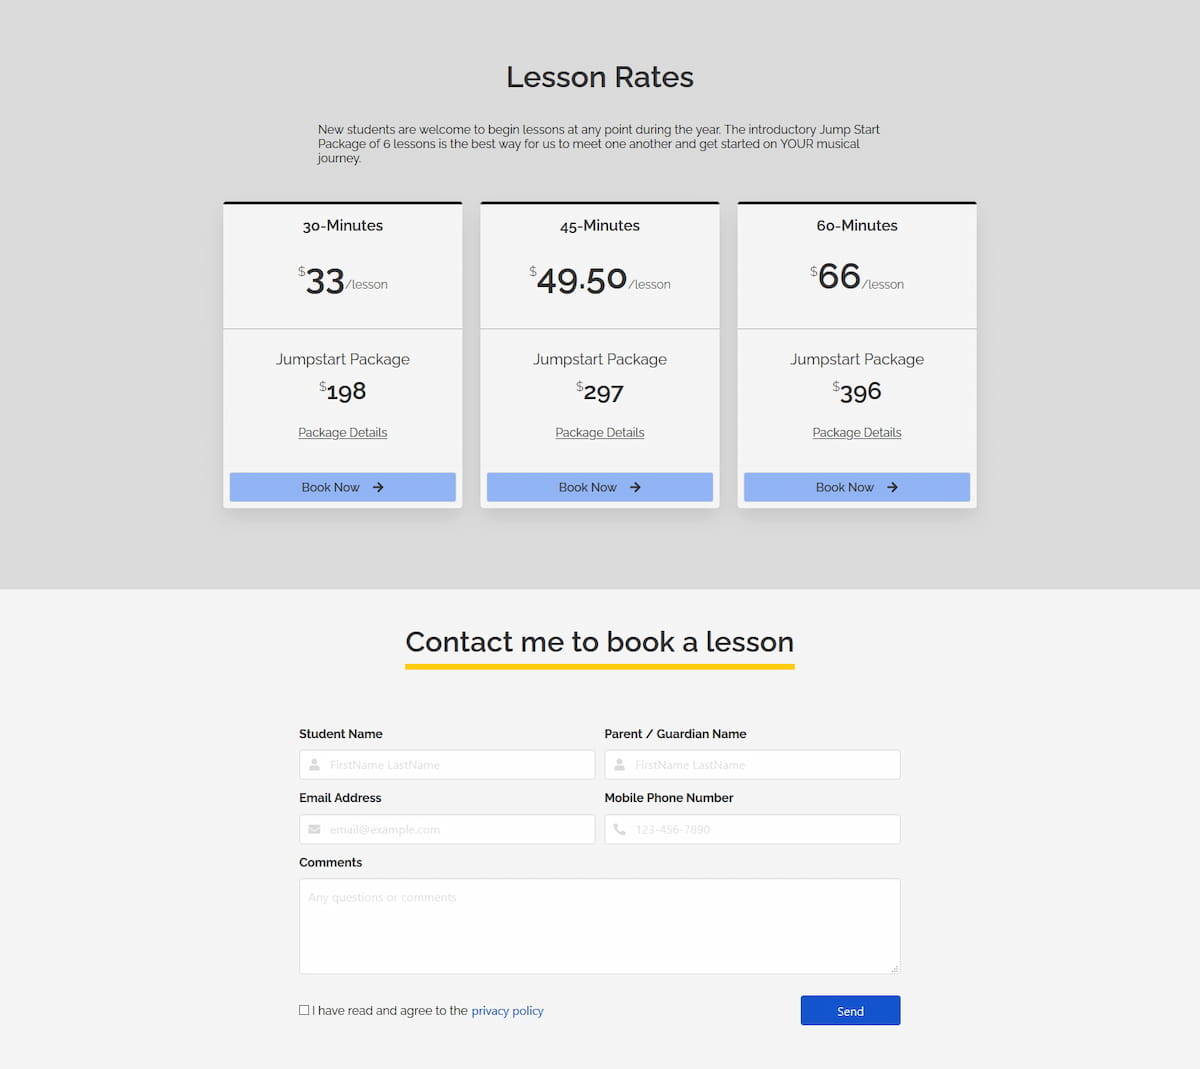 Lesson Rates
New students are welcome to begin lessons at any point during the year. The introductory Jump Start
Package of 6 lessons is the best way for us to meet one another and get started on YOUR musical
journey.
30-Minutes
$33/lesson
Jumpstart Package
$198
Package Details
Book Now
45-Minutes
$49.50/lesson
Jumpstart Package
$297
Package Details
Book Now
60-Minutes
$66/lesson
Jumpstart Package
$396
Package Details
Book Now
Contact me to book a lesson
Student Name
FirstName LastName
Parent / Guardian Name
FirstName LastName
Email Address
email@example.com
Mobile Phone Number
123-456-7890
Comments
Any questions or comments
I have read and agree to the privacy policy
Send